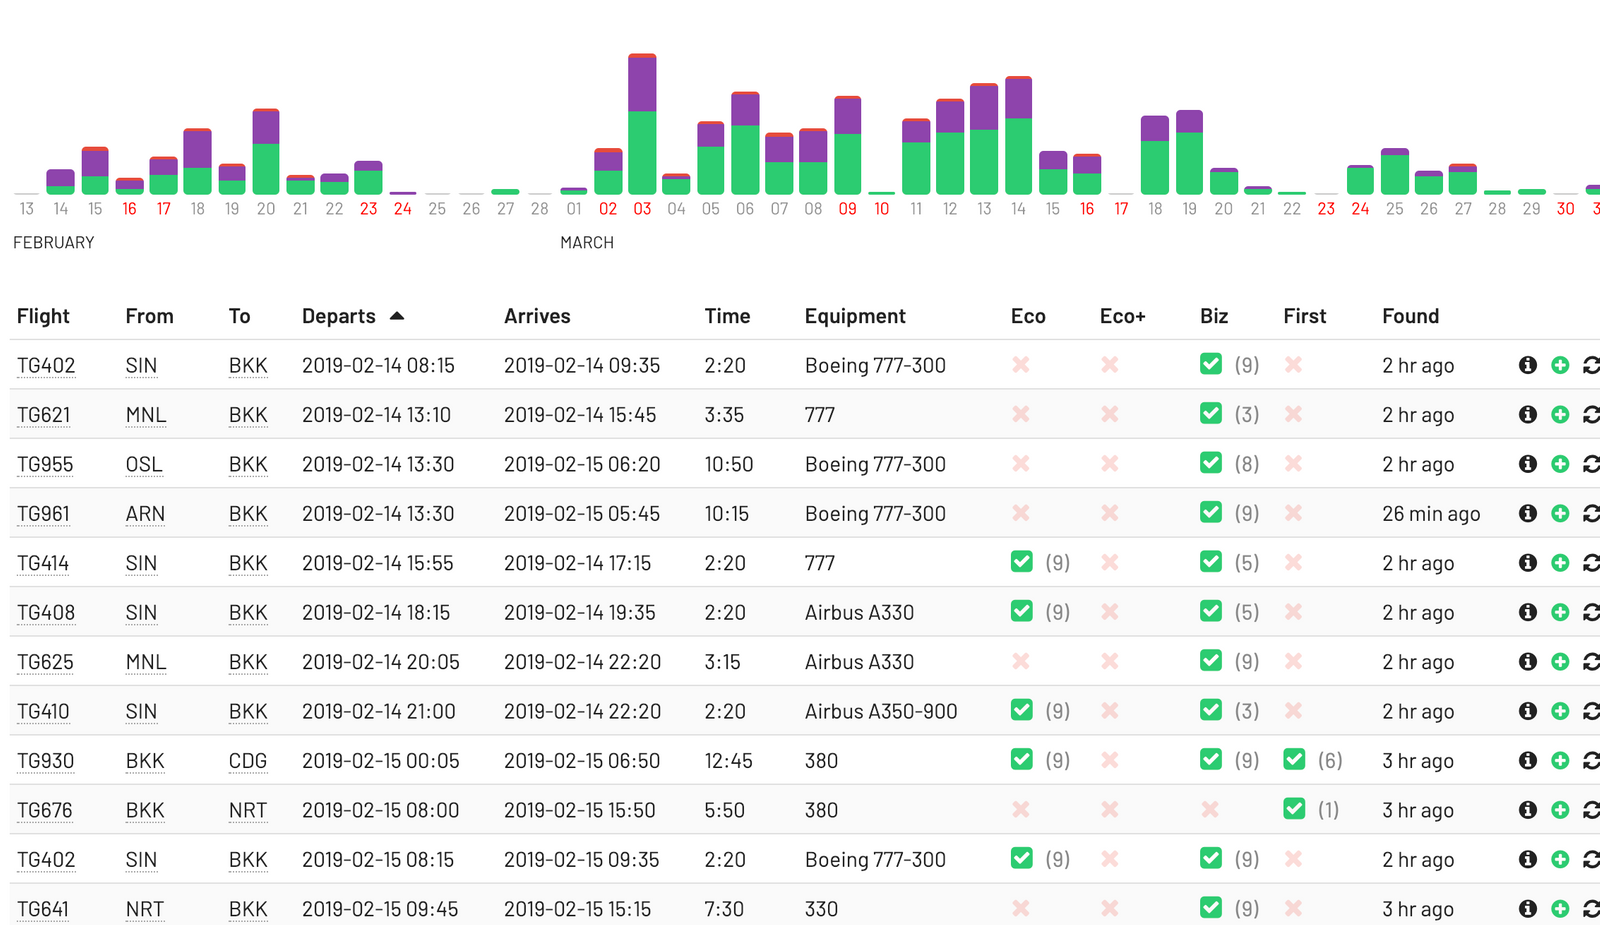 13 14 15 16 17 18 19 20 21 22 23 24 25 26 27 28 01 02 03 04 05 06 07 08 09 10 11 12 13 14 15 16 17 18 19 20 21 22 23 24 25 26 27 28 29 30
FEBRUARY MARCH
Flight From To Departs Arrives Time Equipment Eco Eco+ Biz First Found
TG402 SIN BKK 2019-02-14 08:15 2019-02-14 09:35 2:20 Boeing 777-300 (9) 2 hr ago
TG621 MNL BKK 2019-02-14 13:10 2019-02-14 15:45 3:35 777 (3) 2 hr ago
TG955 OSL BKK 2019-02-14 13:30 2019-02-15 06:20 10:50 Boeing 777-300 (8) 2 hr ago
TG961 ARN BKK 2019-02-14 13:30 2019-02-15 05:45 10:15 Boeing 777-300 (9) 26 min ago
TG414 SIN BKK 2019-02-14 15:55 2019-02-14 17:15 2:20 777 (9) (5) 2 hr ago
TG408 SIN BKK 2019-02-14 18:15 2019-02-14 19:35 2:20 Airbus A330 (9) (5) 2 hr ago
TG625 MNL BKK 2019-02-14 20:05 2019-02-14 22:20 3:15 Airbus A330 (9) 2 hr ago
TG410 SIN BKK 2019-02-14 21:00 2019-02-14 22:20 2:20 Airbus A350-900 (9) (3) 2 hr ago
TG930 BKK CDG 2019-02-15 00:05 2019-02-15 06:50 12:45 380 (9) (9) (6) 3 hr ago
TG676 BKK NRT 2019-02-15 08:00 2019-02-15 15:50 5:50 380 (1) 3 hr ago
TG402 SIN BKK 2019-02-15 08:15 2019-02-15 09:35 2:20 Boeing 777-300 (9) (9) 2 hr ago
TG641 NRT BKK 2019-02-15 09:45 2019-02-15 15:15 7:30 330 (9) 3 hr ago